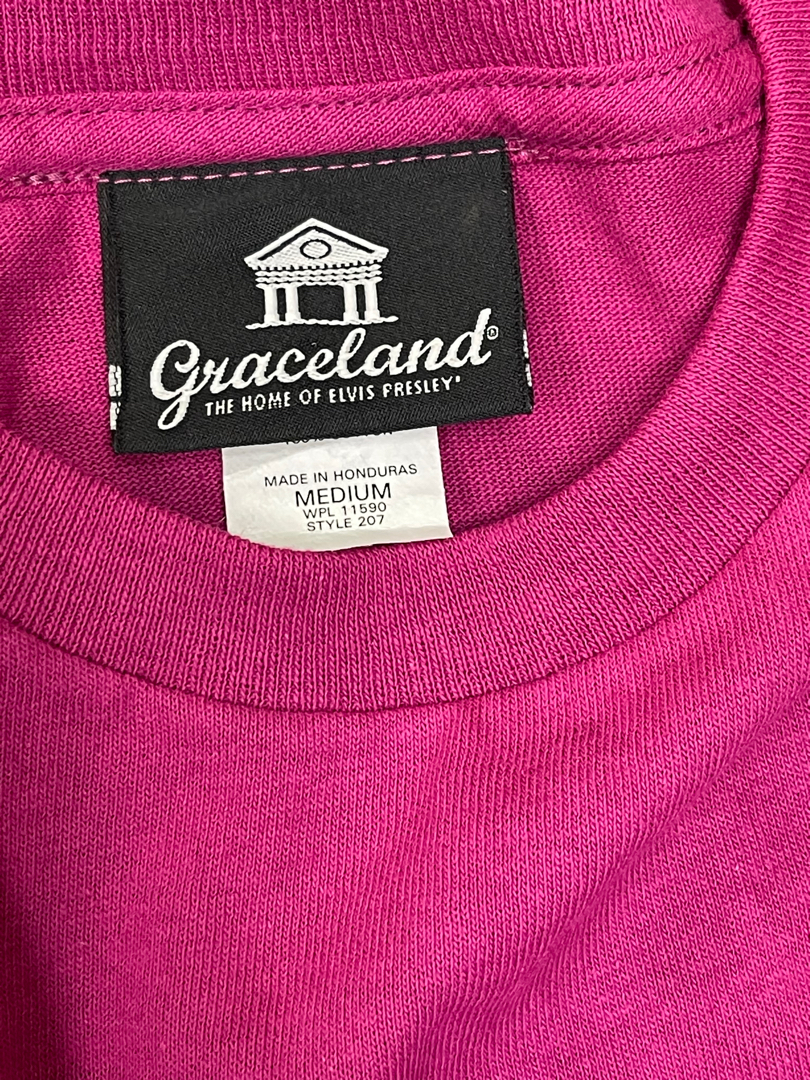 Graceland®
THE HOME OF ELVIS PRESLEY®
MADE IN HONDURAS
MEDIUM
WPL 11590
STYLE 207